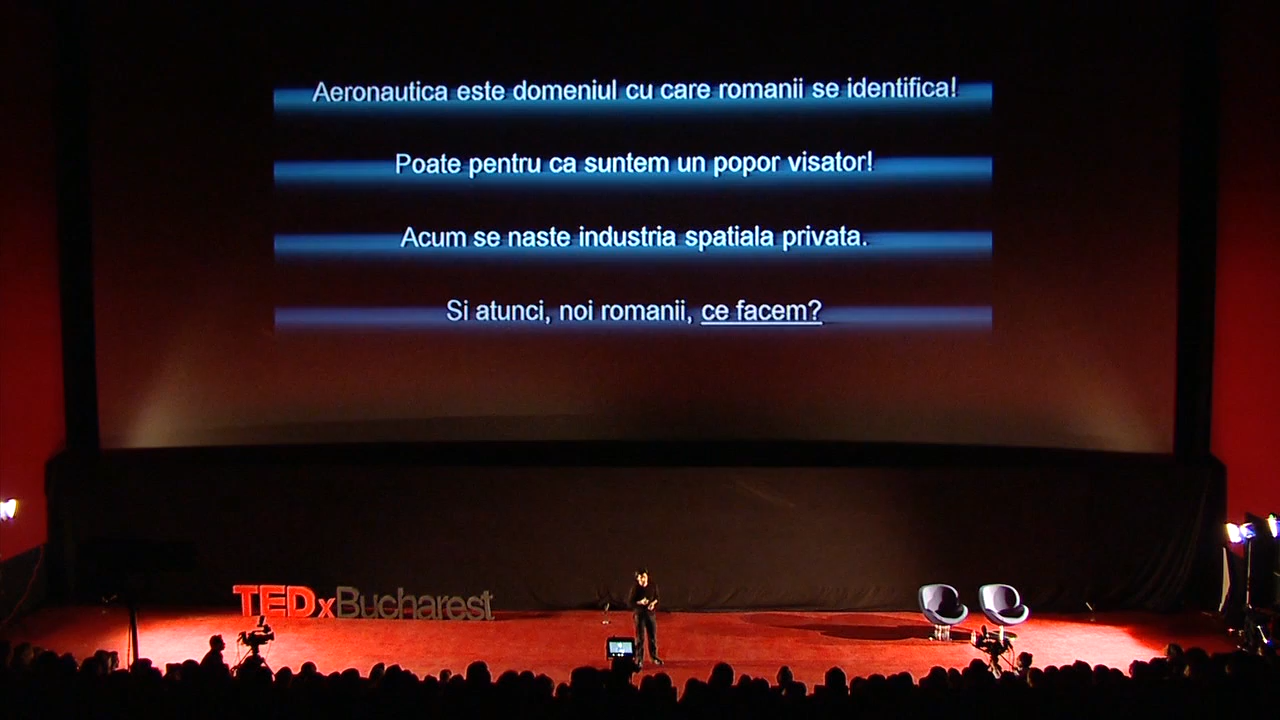 Aeronautica este domeniul cu care romanii se identifica!
Poate pentru ca suntem un popor visator!
Acum se naste industria spatiala privata.
Si atunci, noi romanii, ce facem?
TEDxBucharest